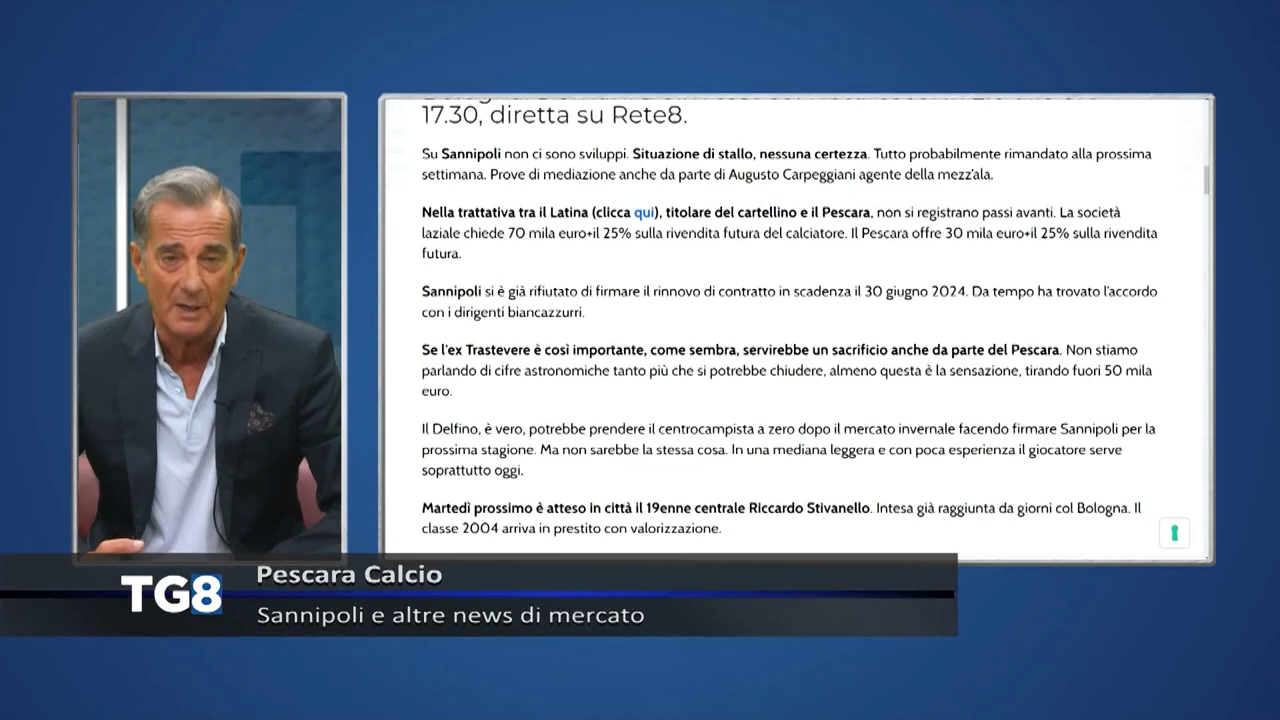 17.30, diretta su Rete8.
Su Sannipoli non ci sono sviluppi. Situazione di stallo, nessuna certezza. Tutto probabilmente rimandato alla prossima
settimana. Prove di mediazione anche da parte di Augusto Carpeggiani agente della mezz'ala.
Nella trattativa tra il Latina (clicca qui), titolare del cartellino e il Pescara, non si registrano passi avanti. La società
laziale chiede 70 mila euro+il 25% sulla rivendita futura del calciatore. Il Pescara offre 30 mila euro+il 25% sulla rivendita
futura.
Sannipoli si è già rifiutato di firmare il rinnovo di contratto in scadenza il 30 giugno 2024. Da tempo ha trovato l'accordo
con i dirigenti biancazzurri.
Se l'ex Trastevere è così importante, come sembra, servirebbe un sacrificio anche da parte del Pescara. Non stiamo
parlando di cifre astronomiche tanto più che si potrebbe chiudere, almeno questa è la sensazione, tirando fuori 50 mila
euro.
Il Delfino, è vero, potrebbe prendere il centrocampista a zero dopo il mercato invernale facendo firmare Sannipoli per la
prossima stagione. Ma non sarebbe la stessa cosa. In una mediana leggera e con poca esperienza il giocatore serve
soprattutto oggi.
Martedì prossimo è atteso in città il 19enne centrale Riccardo Stivanello. Intesa già raggiunta da giorni col Bologna. Il
classe 2004 arriva in prestito con valorizzazione.
TG8
Pescara Calcio
Sannipoli e altre news di mercato